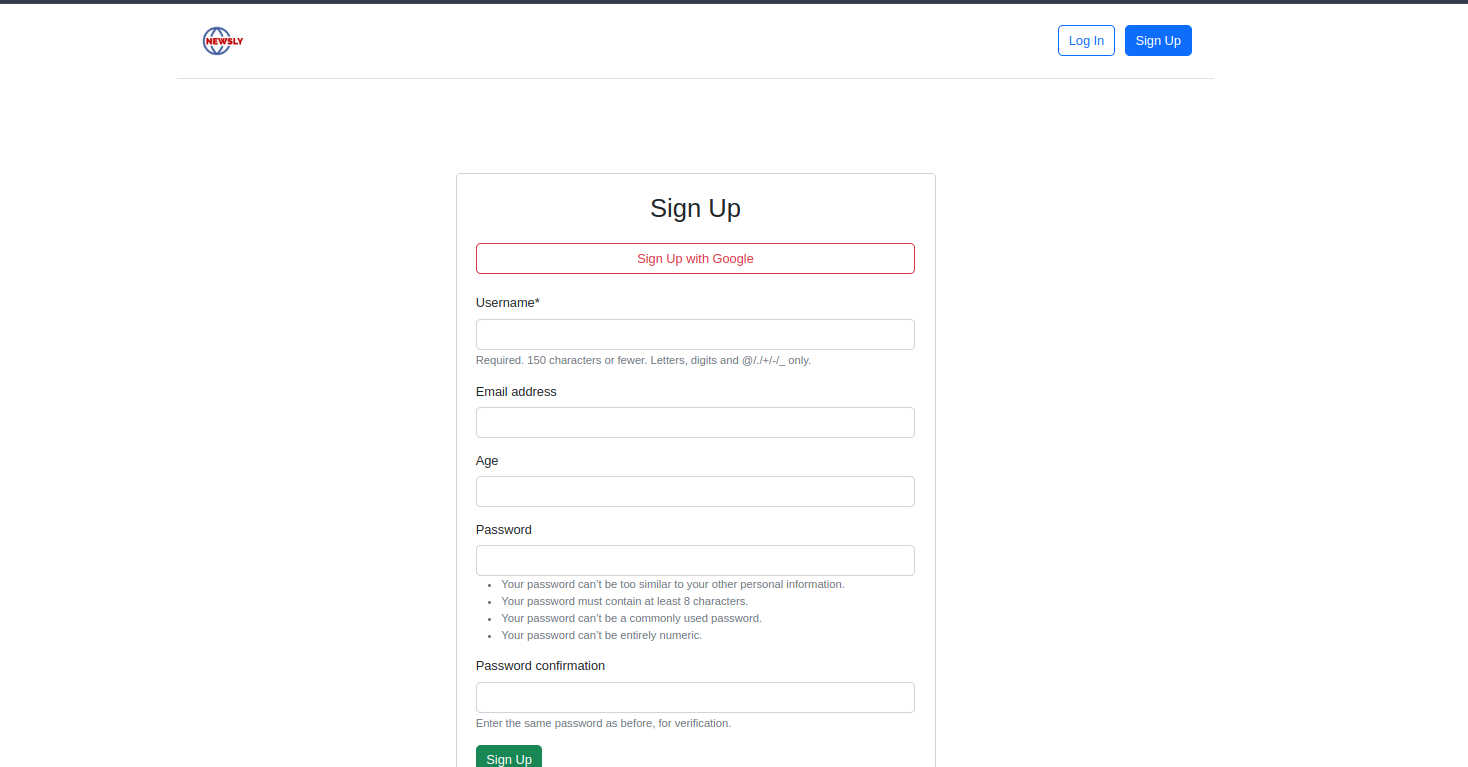 NEWSLY
Log In
Sign Up
Sign Up
Sign Up with Google
Username*
Required. 150 characters or fewer. Letters, digits and @/./+/-/_ only.
Email address
Age
Password
Your password can’t be too similar to your other personal information.
Your password must contain at least 8 characters.
Your password can’t be a commonly used password.
Your password can’t be entirely numeric.
Password confirmation
Enter the same password as before, for verification.
Sign Up